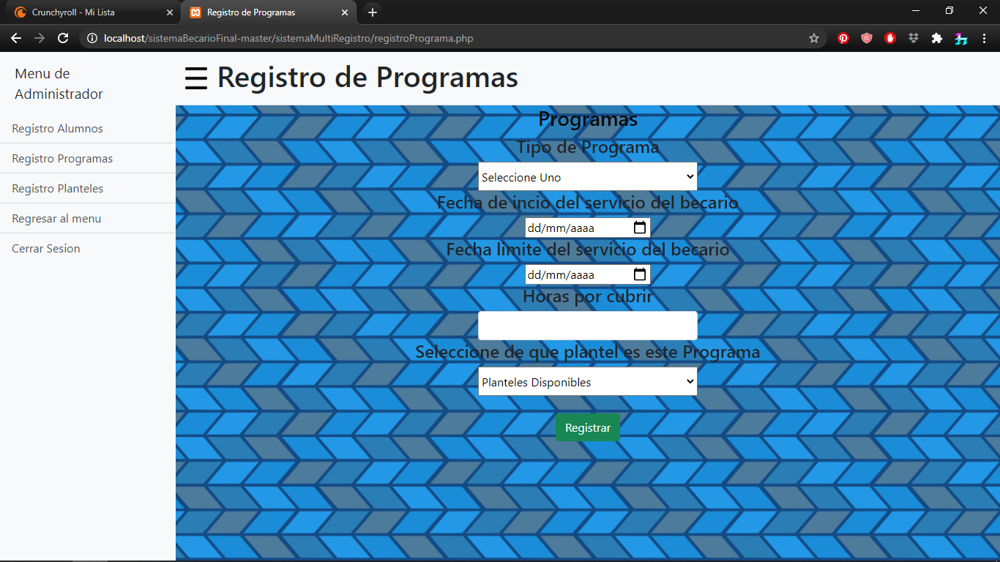 Crunchyroll - Mi Lista
Registro de Programas
localhost/sistemaBecarioFinal-master/sistemaMultiRegistro/registroPrograma.php
Menu de
Administrador
Registro Alumnos
Registro Programas
Registro Planteles
Regresar al menu
Cerrar Sesion
☰ Registro de Programas
Programas
Tipo de Programa
Seleccione Uno
Fecha de incio del servicio del becario
dd/mm/aaaa
Fecha limite del servicio del becario
dd/mm/aaaa
Horas por cubrir
Seleccione de que plantel es este Programa
Planteles Disponibles
Registrar